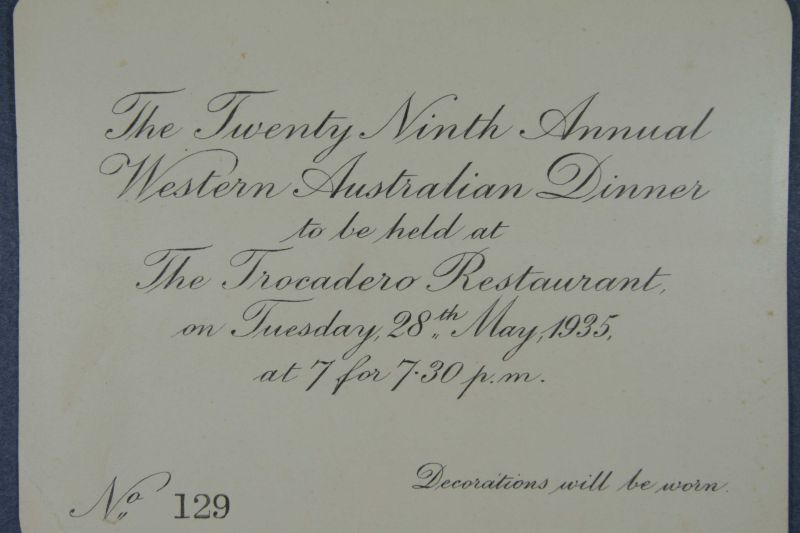 The Twenty Ninth Annual
Western Australian Dinner
to be held at
The Trocadero Restaurant,
on Tuesday, 28th May, 1935,
at 7 for 7·30 p.m.
Decorations will be worn.
No 129